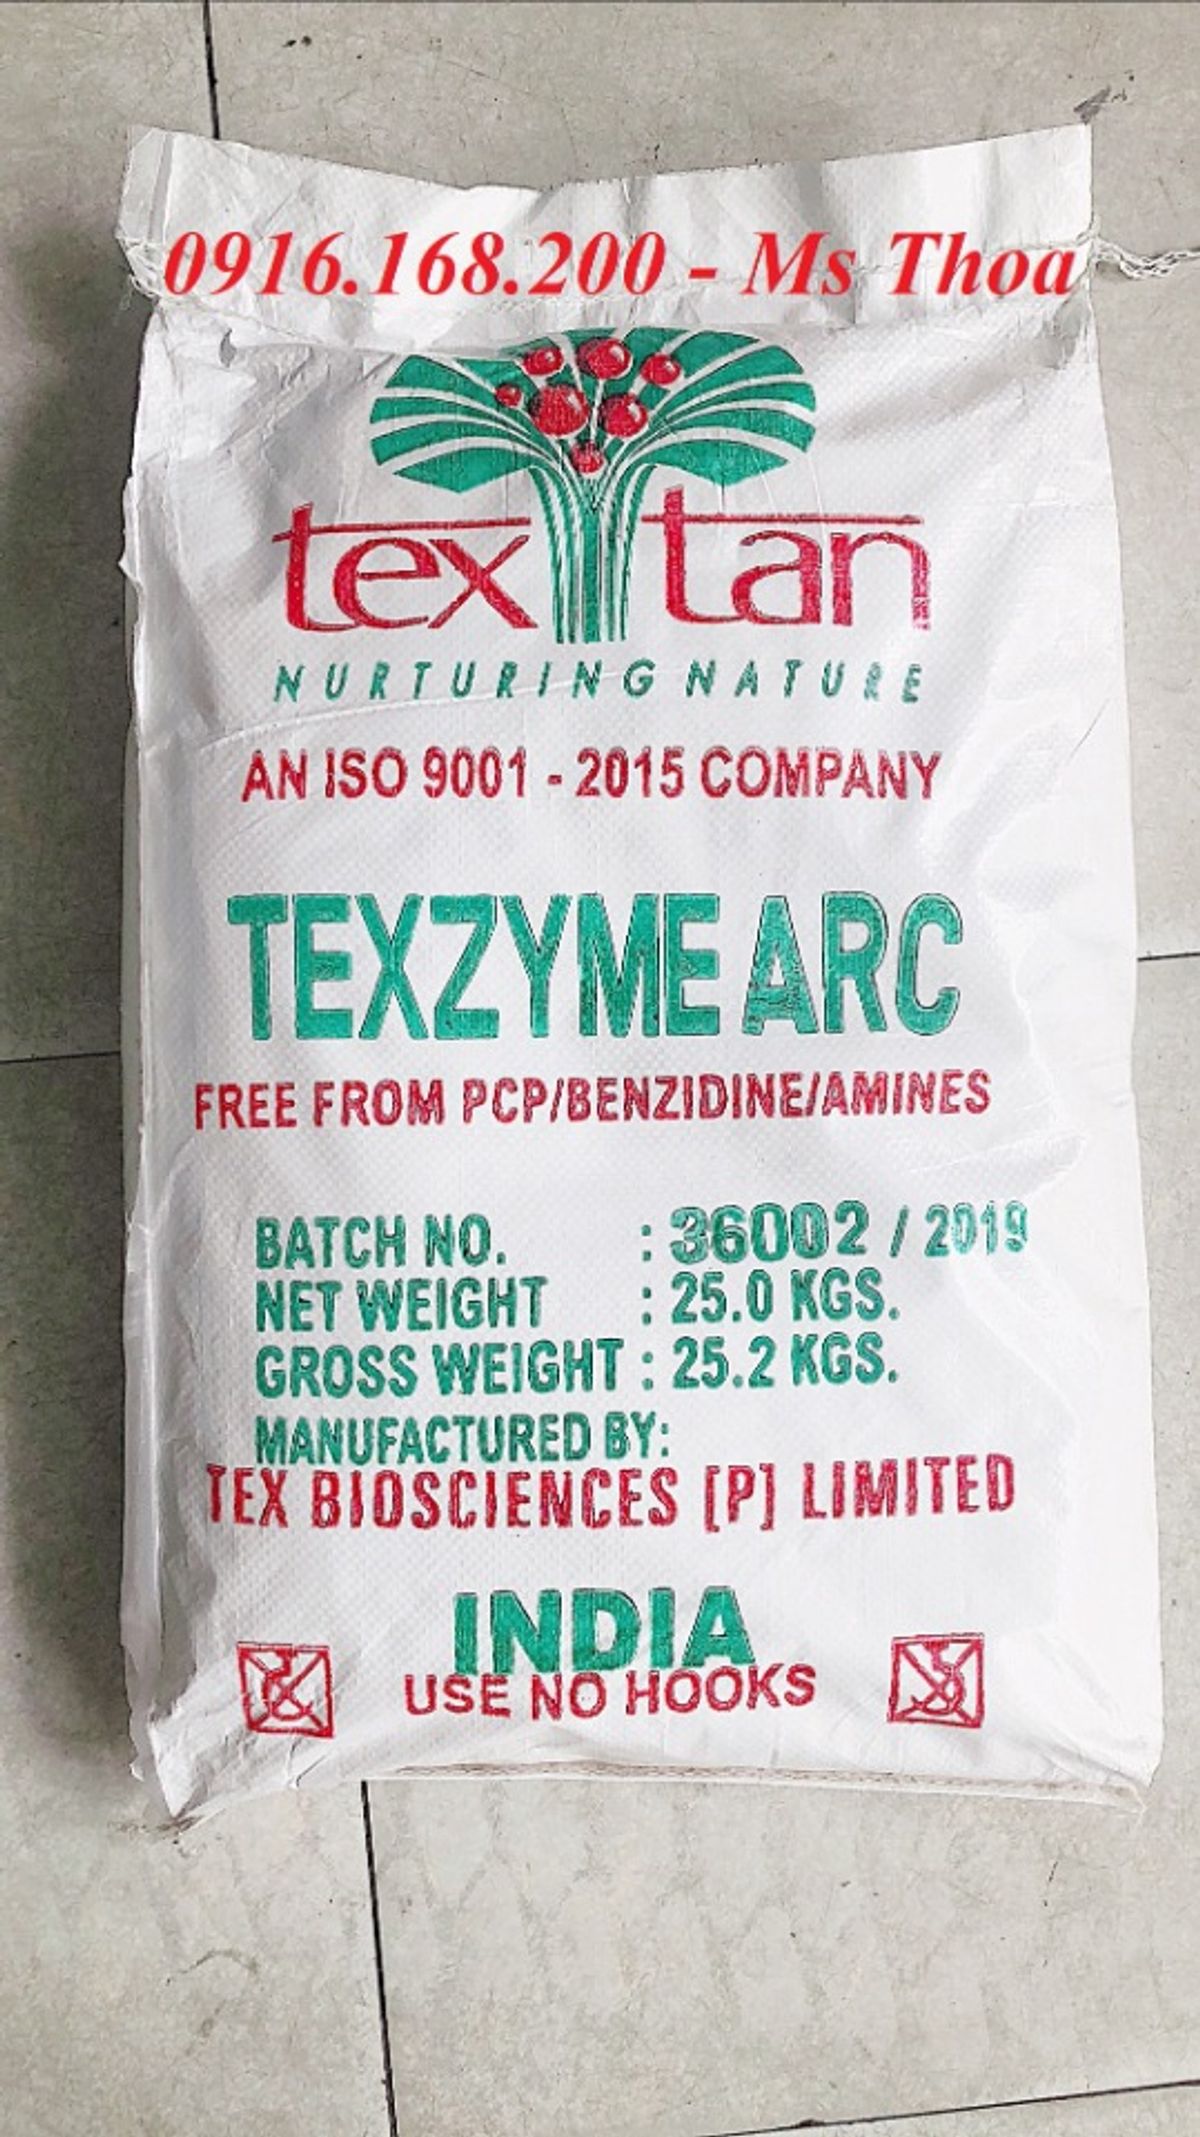 0916.168.200 - Ms Thoa
tex tan
NURTURING NATURE
AN ISO 9001 - 2015 COMPANY
TEXZYME ARC
FREE FROM PCP/BENZIDINE/AMINES
BATCH NO. : 36002 / 2019
NET WEIGHT : 25.0 KGS.
GROSS WEIGHT : 25.2 KGS.
MANUFACTURED BY:
TEX BIOSCIENCES [P] LIMITED
INDIA
USE NO HOOKS